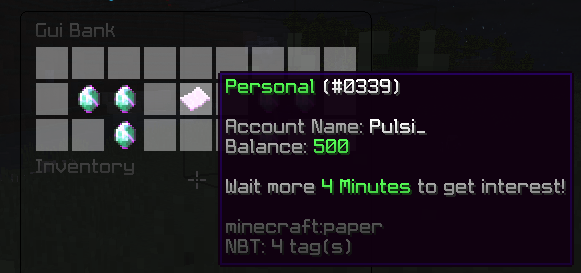 Gui Bank
Personal (#0339)
Account Name: Pulsi_
Balance: 500
Wait more 4 Minutes to get interest!
Inventory
minecraft:paper
NBT: 4 tag(s)